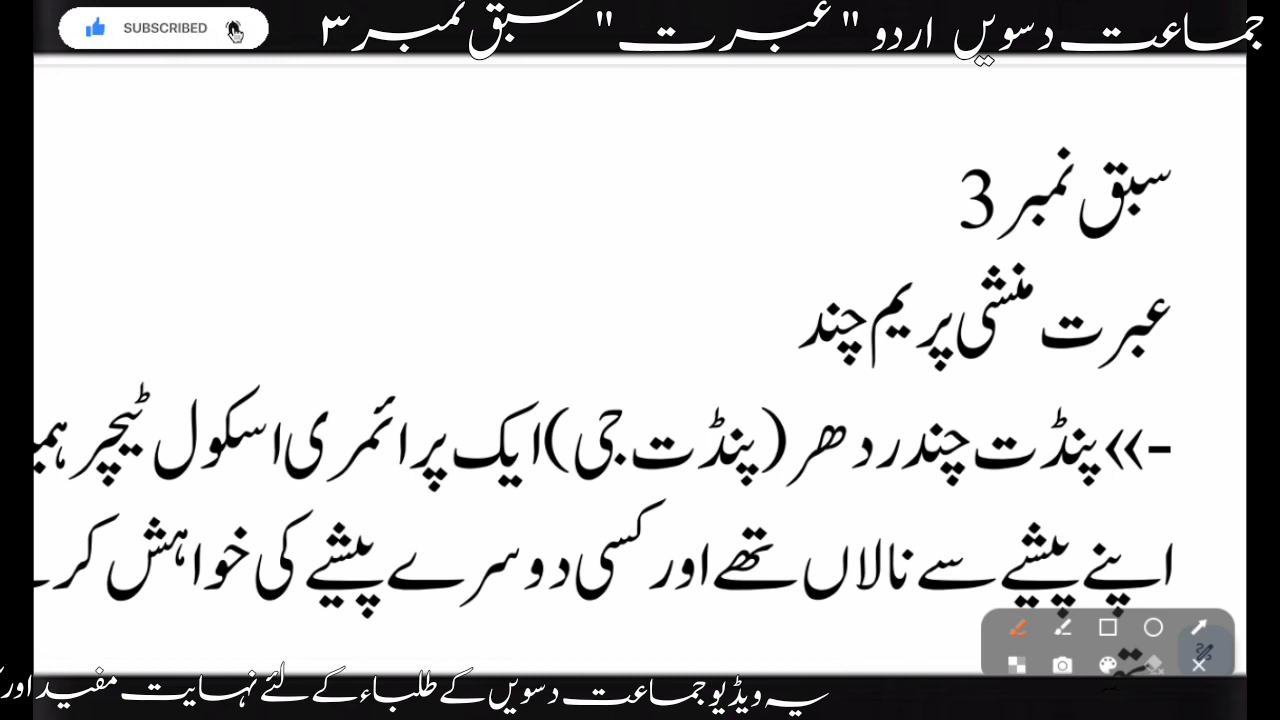 جماعت دسویں اردو "عبرت" سبق نمبر ۳
SUBSCRIBED
سبق نمبر 3
عبرت منشی پریم چند
-»پنڈت چندر دھر (پنڈت جی) ایک پرائمری اسکول ٹیچر
اپنے پیشے سے نالاں تھے اور کسی دوسرے پیشے کی خواہش
یہ ویڈیو جماعت دسویں کے طلباء کے لئے نہایت مفید اور